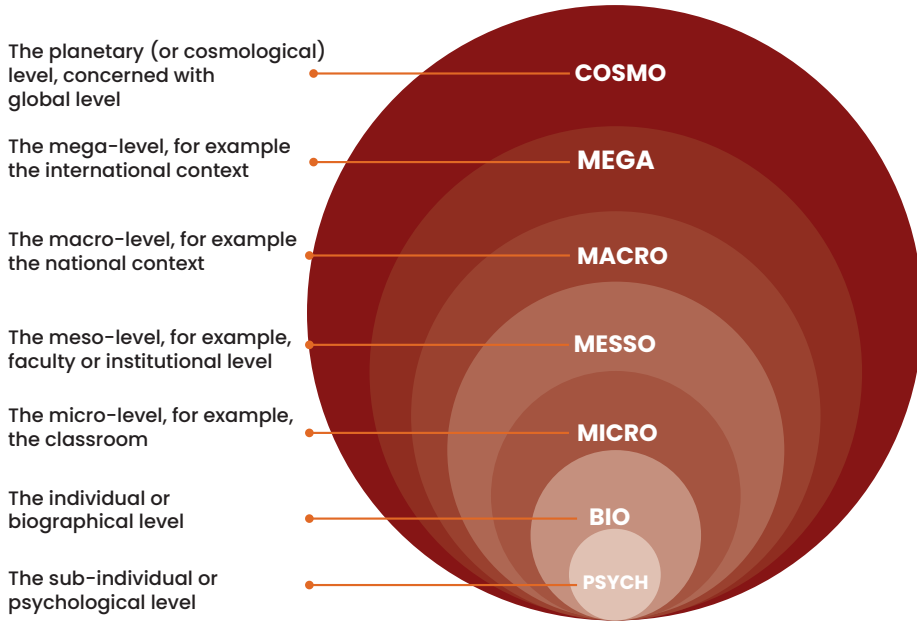 The planetary (or cosmological)
level, concerned with
global level
COSMO
The mega-level, for example
the international context
MEGA
The macro-level, for example
the national context
MACRO
The meso-level, for example,
faculty or institutional level
MESSO
The micro-level, for example,
the classroom
MICRO
The individual or
biographical level
BIO
The sub-individual or
psychological level
PSYCH